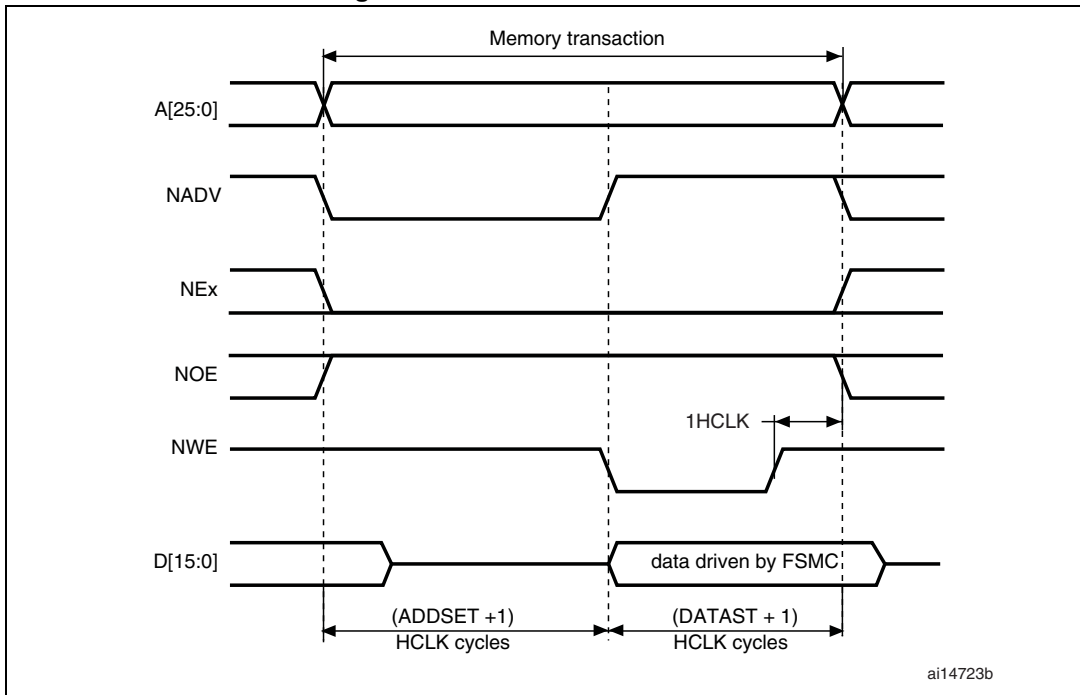 Memory transaction
A[25:0]
NADV
NEx
NOE
1HCLK
NWE
D[15:0]
data driven by FSMC
(ADDSET +1)
HCLK cycles
(DATAST + 1)
HCLK cycles
ai14723b